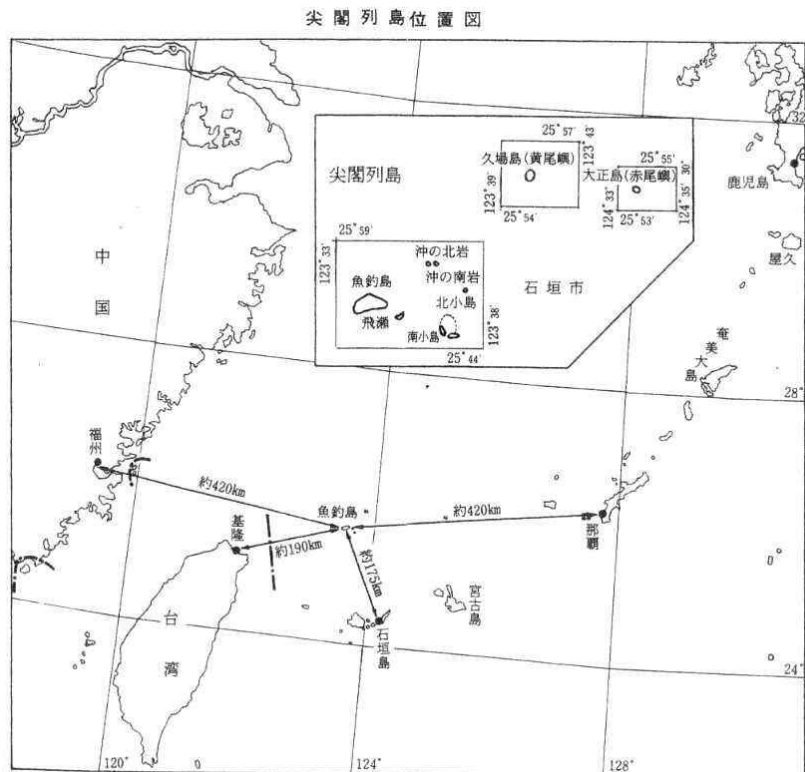 尖閣列島位置図
32
25°57′
久場島(黄尾嶼)
123°43′
123°39′
25°54′
25°55′
大正島(赤尾嶼)
124°33′
124°35′30″
25°53′
尖閣列島
鹿児島
屋久
25°59′
123°33′
沖の北岩
沖の南岩
魚釣島
北小島
飛瀬
南小島
123°38′
25°44′
石垣市
中国
奄美大島
28°
福州
約420km
魚釣島
約420km
那覇
基隆
約190km
約175km
宮古島
石垣島
台湾
24°
120°
0
124°
128°